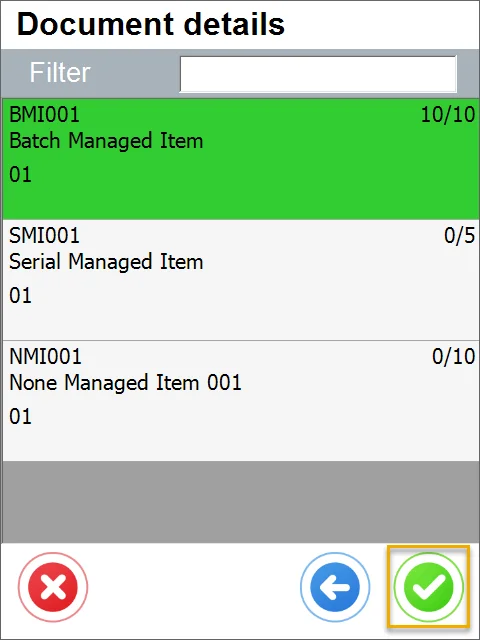 Document details
Filter
BMI001 10/10
Batch Managed Item
01
SMI001 0/5
Serial Managed Item
01
NMI001 0/10
None Managed Item 001
01